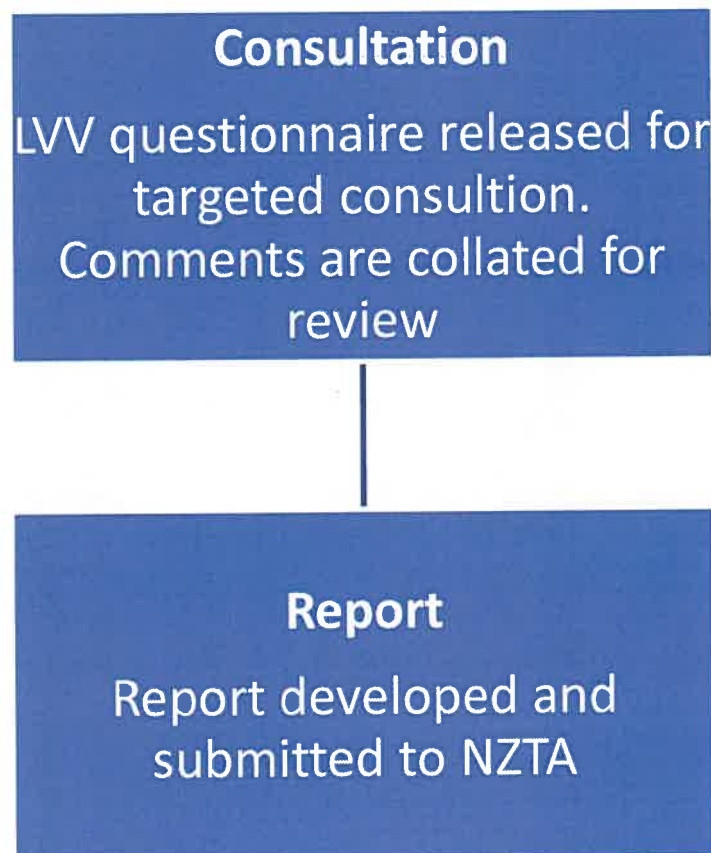 Consultation
LVV questionnaire released for
targeted consultion.
Comments are collated for
review
Report
Report developed and
submitted to NZTA